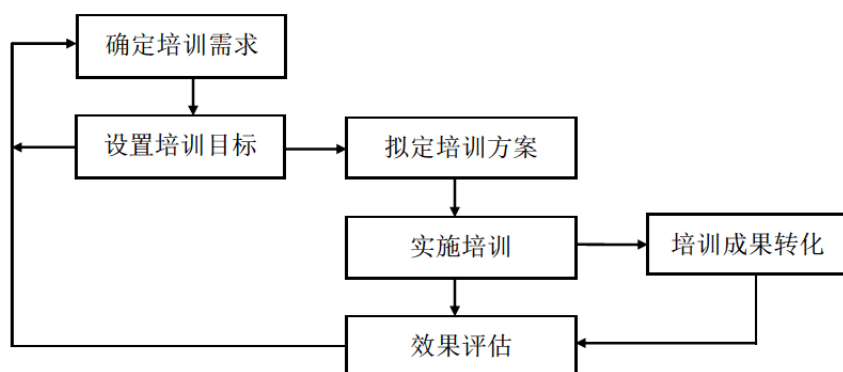 确定培训需求
设置培训目标
拟定培训方案
实施培训
培训成果转化
效果评估